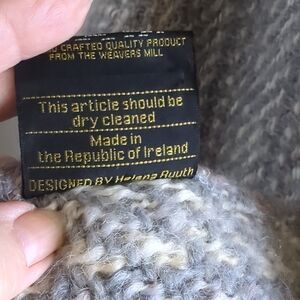 CRAFTED QUALITY PRODUCT
FROM THE WEAVERS MILL
This article should be
dry cleaned
Made in
the Republic of Ireland
DESIGNED BY Helena Ruuth